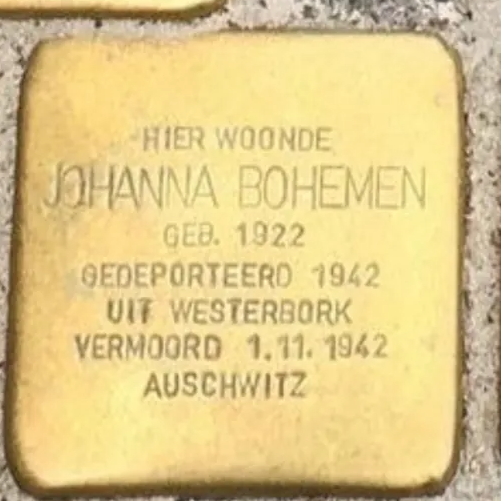 HIER WOONDE
JOHANNA BOHEMEN
GEB. 1922
GEDEPORTEERD 1942
UIT WESTERBORK
VERMOORD 1.11.1942
AUSCHWITZ